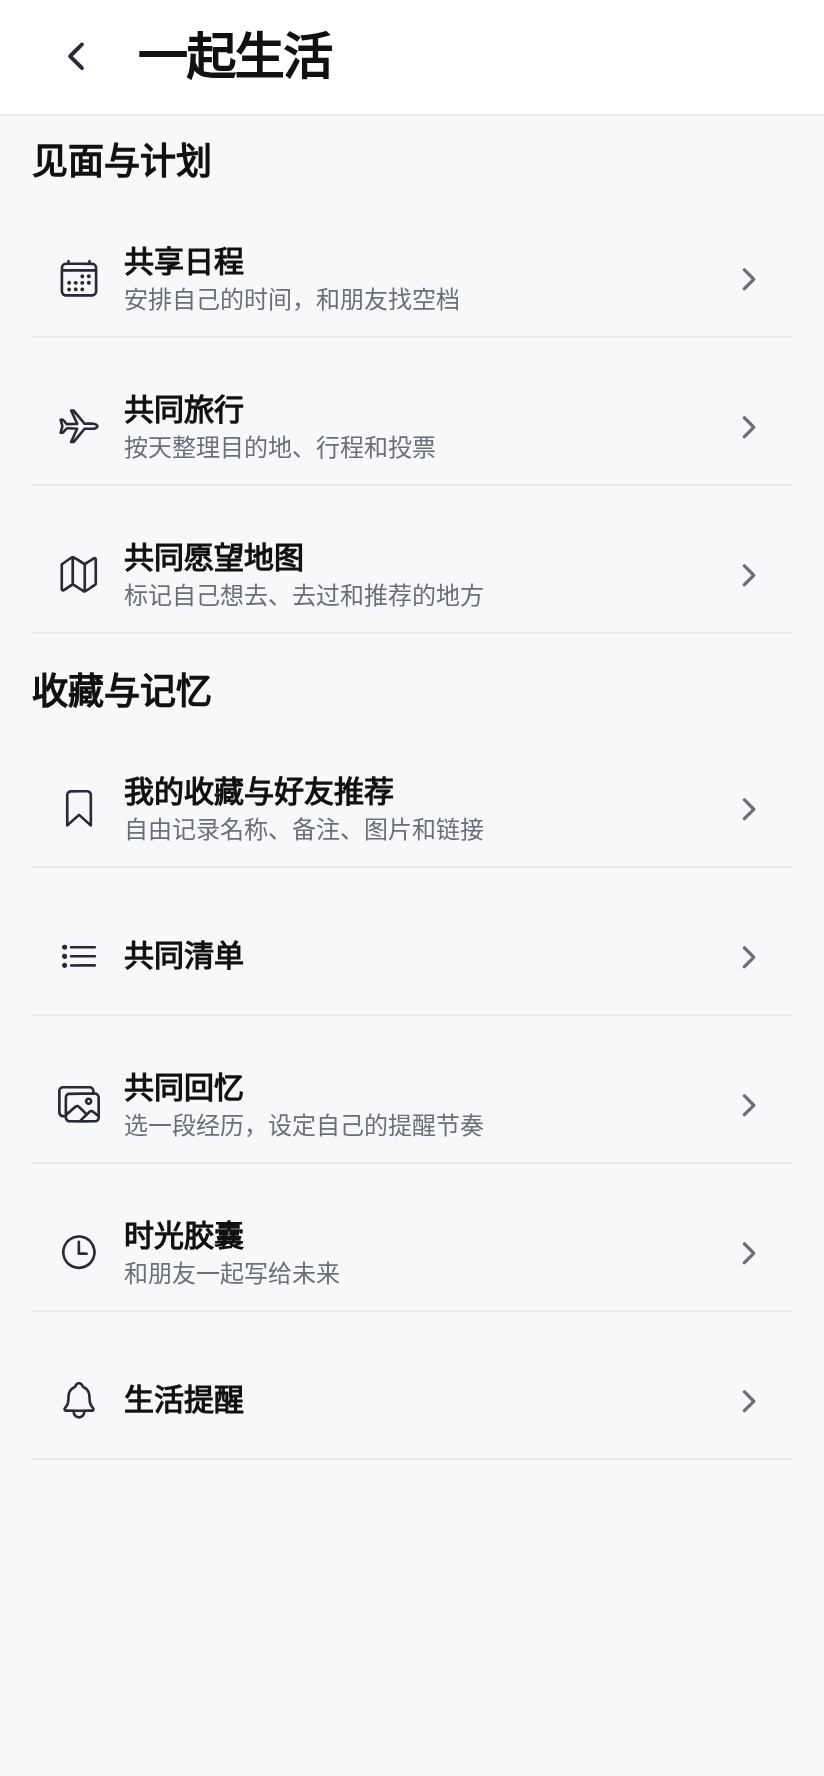 一起生活
见面与计划
共享日程
安排自己的时间，和朋友找空档
共同旅行
按天整理目的地、行程和投票
共同愿望地图
标记自己想去、去过和推荐的地方
收藏与记忆
我的收藏与好友推荐
自由记录名称、备注、图片和链接
共同清单
共同回忆
选一段经历，设定自己的提醒节奏
时光胶囊
和朋友一起写给未来
生活提醒